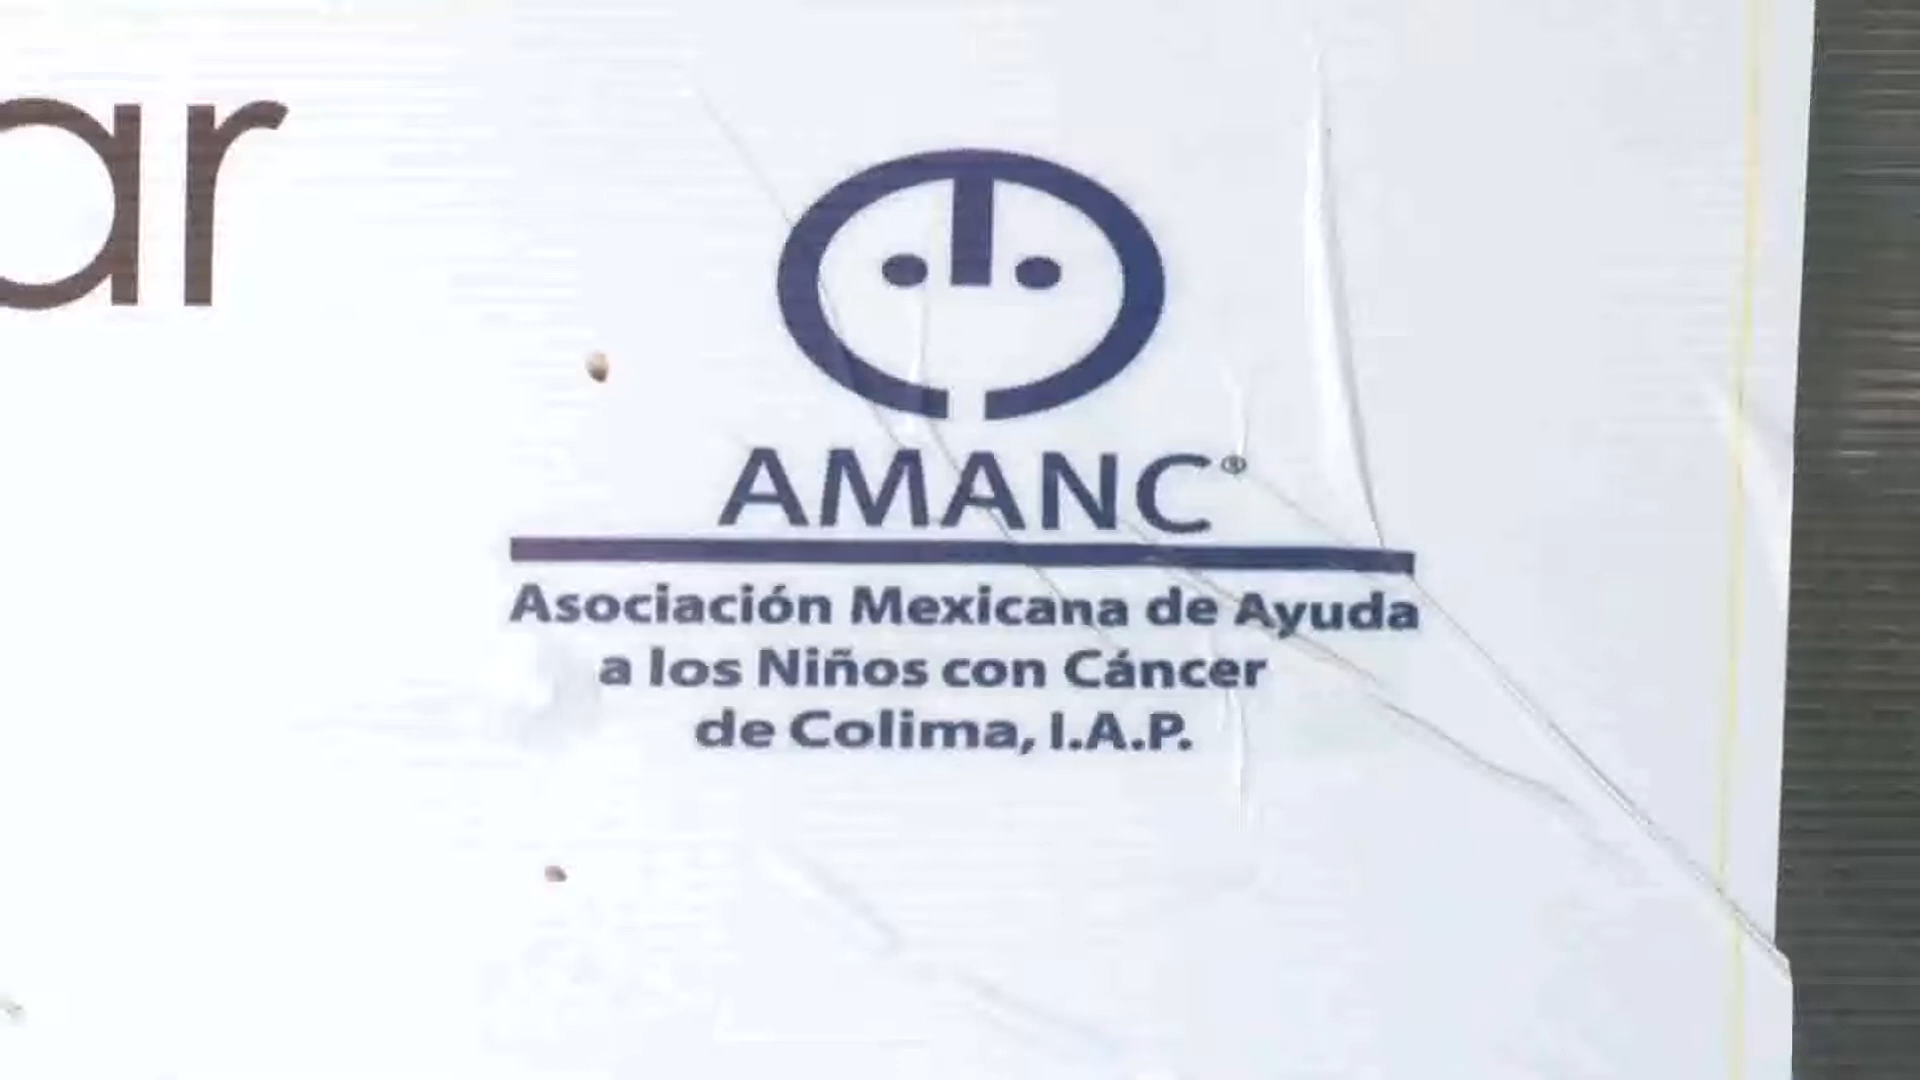 ar
AMANC®
Asociación Mexicana de Ayuda
a los Niños con Cáncer
de Colima, I.A.P.